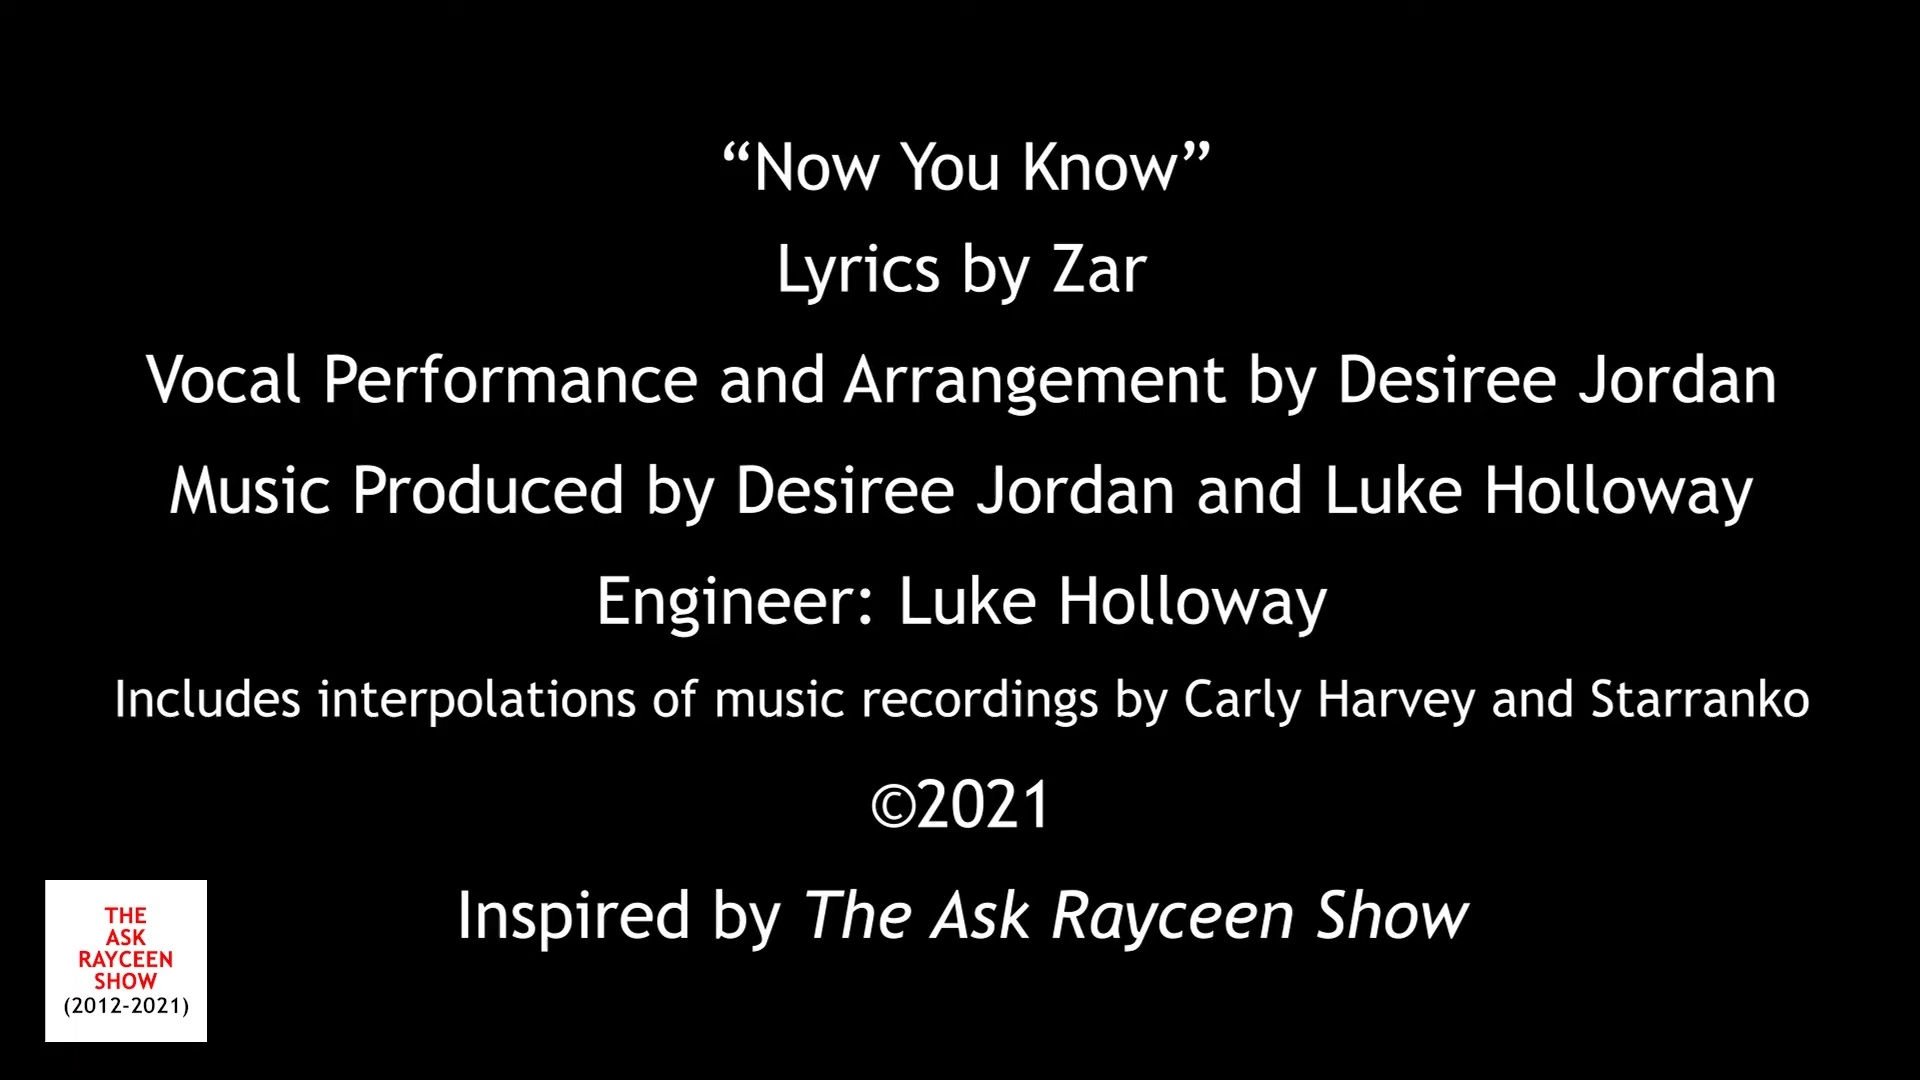 “Now You Know”
Lyrics by Zar
Vocal Performance and Arrangement by Desiree Jordan
Music Produced by Desiree Jordan and Luke Holloway
Engineer: Luke Holloway
Includes interpolations of music recordings by Carly Harvey and Starranko
©2021
Inspired by The Ask Rayceen Show
THE
ASK
RAYCEEN
SHOW
(2012-2021)